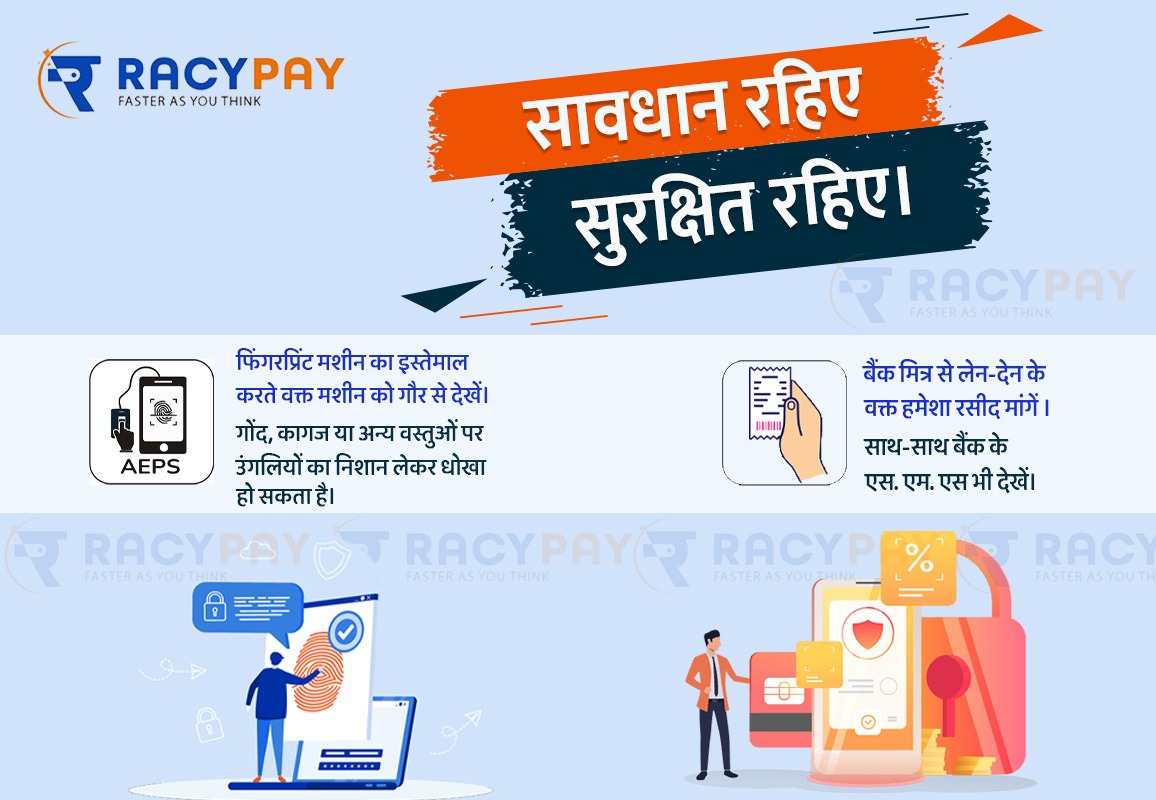 RACYPAY
FASTER AS YOU THINK
सावधान रहिए
सुरक्षित रहिए।
RACYPAY
FASTER AS YOU THINK
फिंगरप्रिंट मशीन का इस्तेमाल
करते वक्त मशीन को गौर से देखें।
गोंद, कागज या अन्य वस्तुओं पर
उंगलियों का निशान लेकर धोखा
हो सकता है।
AEPS
बैंक मित्र से लेन-देन के
वक्त हमेशा रसीद मांगें।
साथ-साथ बैंक के
एस. एम. एस भी देखें।
RACYPAY
FASTER AS YOU THINK
RACYPAY
FASTER AS YOU THINK
RACYPAY
FASTER AS YOU THINK
RACYPAY
FASTER AS YOU THINK
%